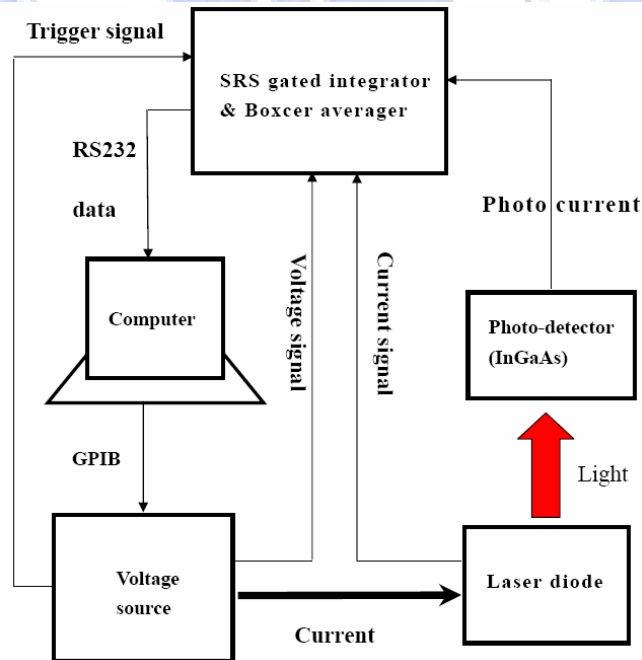 Trigger signal
SRS gated integrator
& Boxcer averager
RS232
data
Photo current
Voltage signal
Current signal
Computer
Photo-detector
(InGaAs)
GPIB
Light
Voltage
source
Laser diode
Current